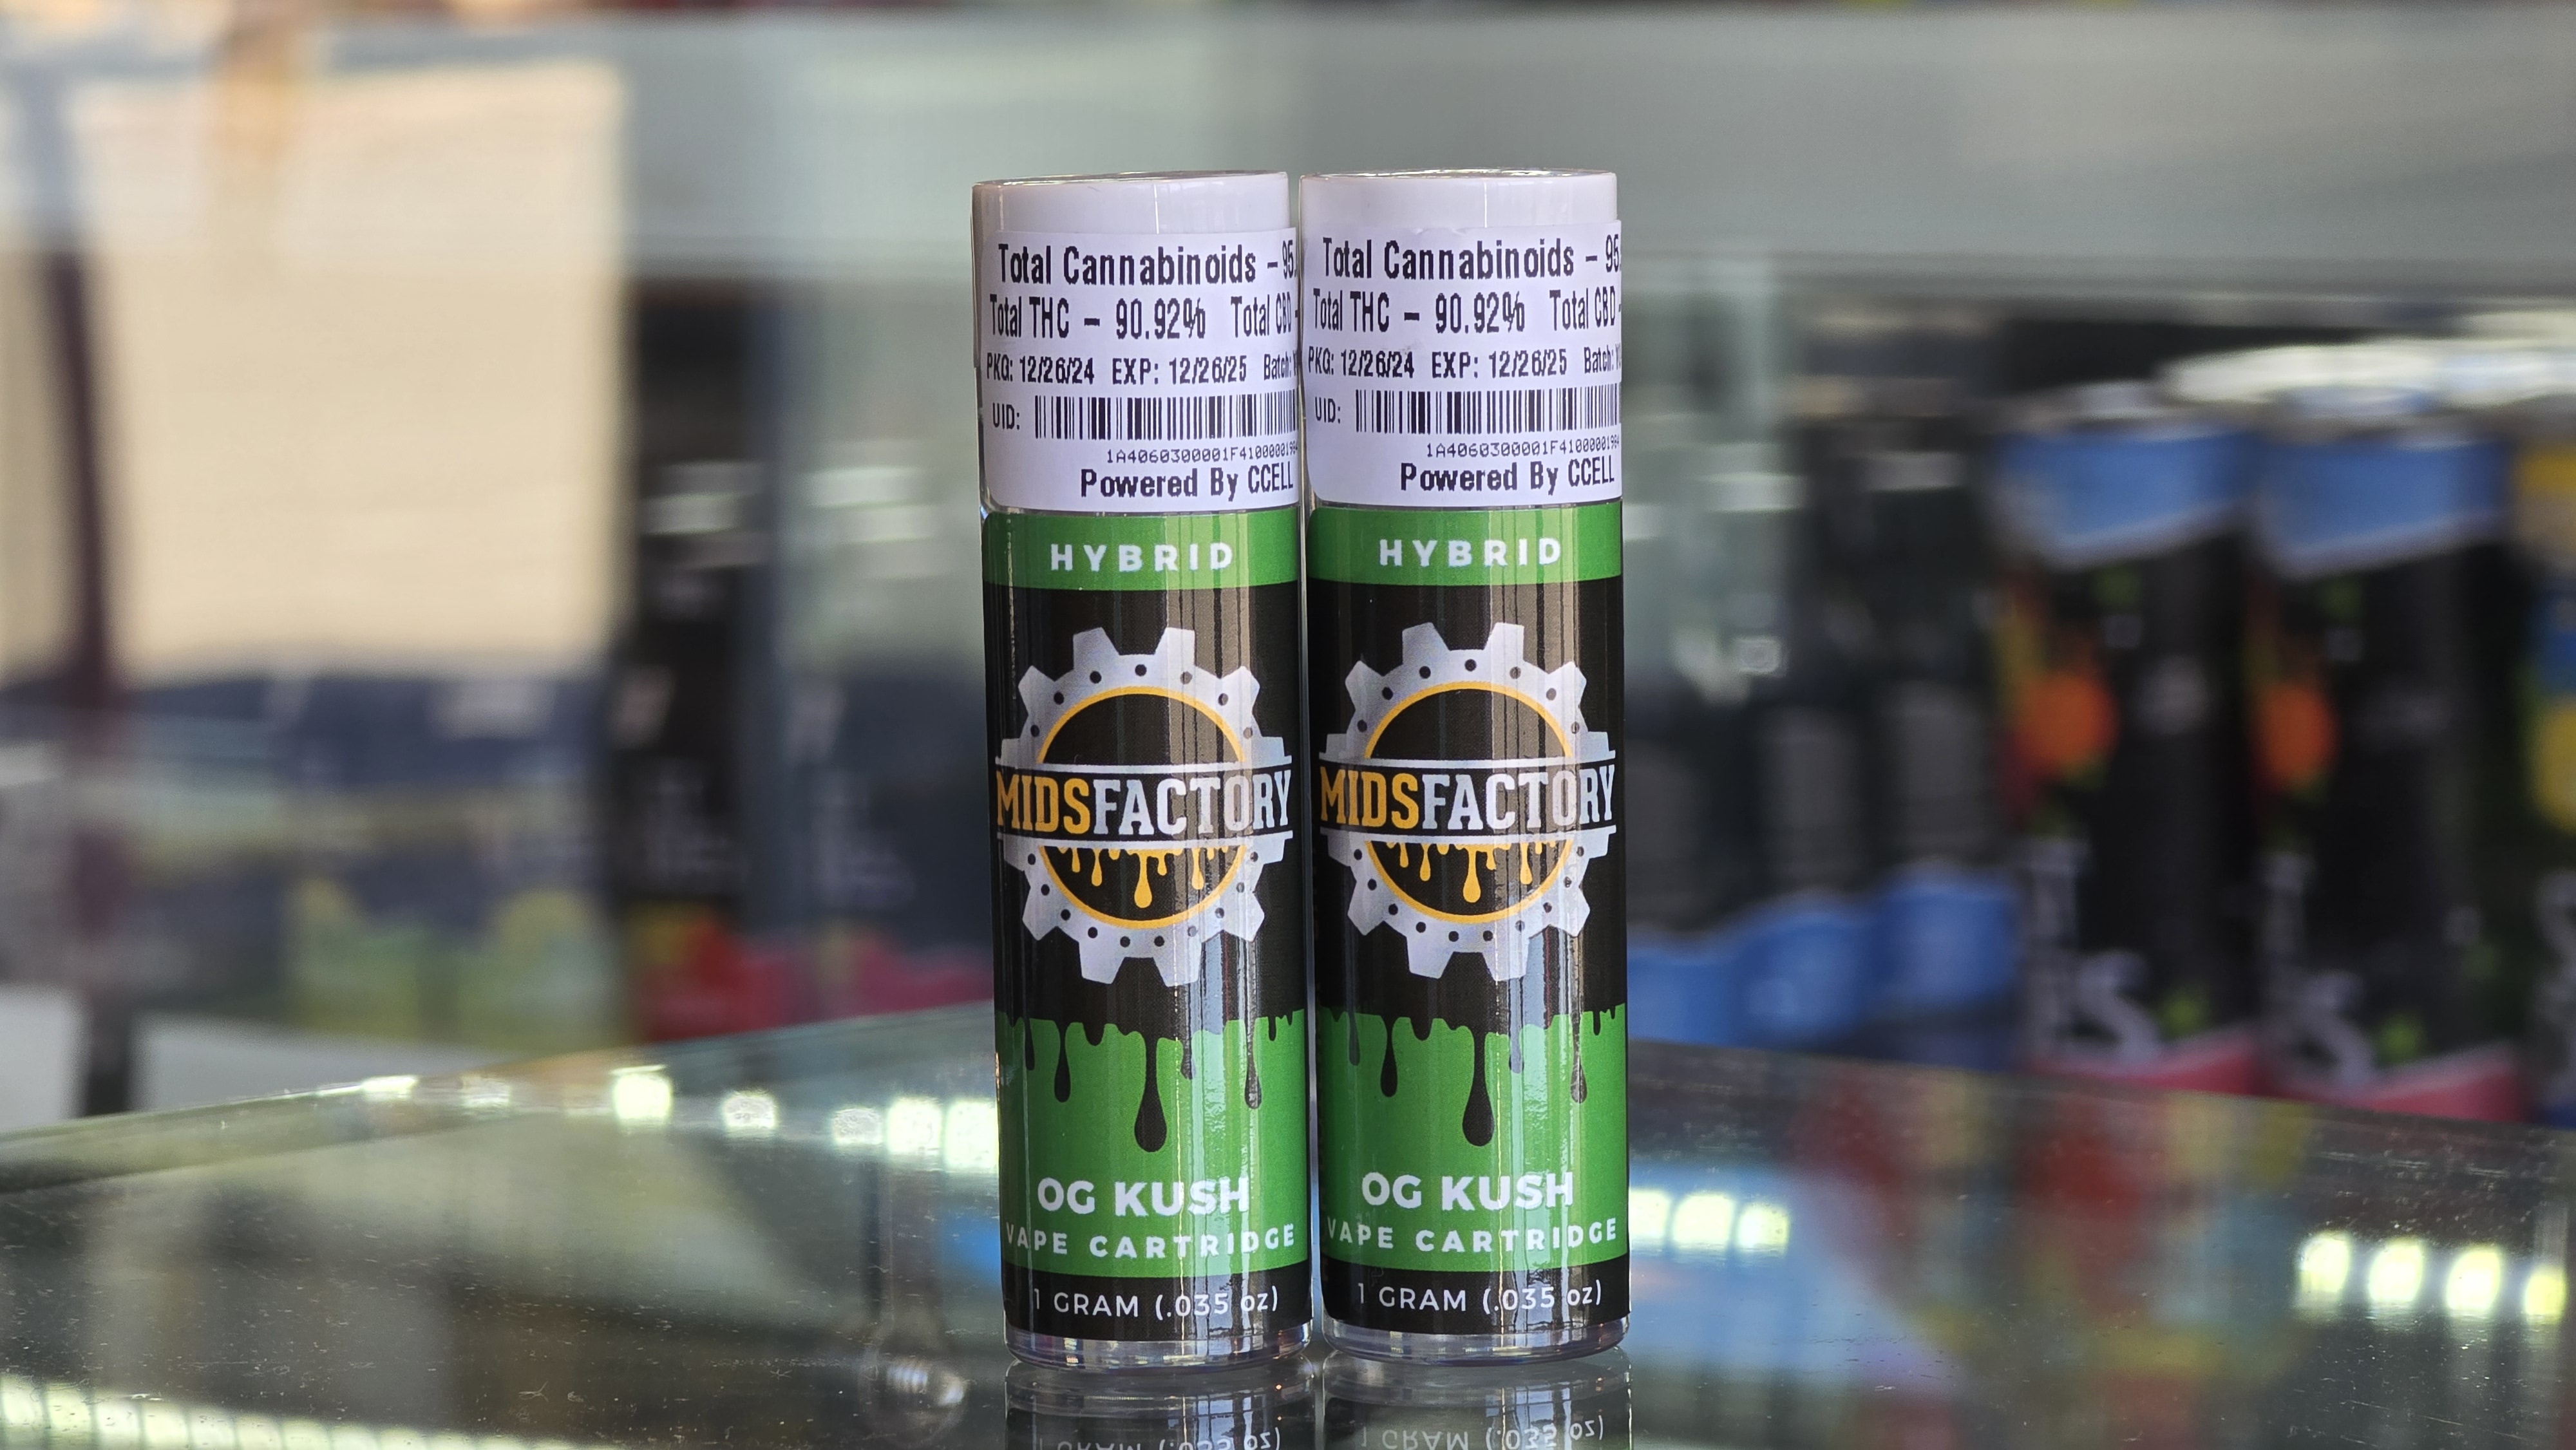 Total Cannabinoids - 95.
Total THC - 90.92% Total CBD -
PKG: 12/26/24 EXP: 12/26/25 Batch:
UID:
1A4060300001F4100000198
Powered By CCELL
HYBRID
MIDSFACTORY
OG KUSH
VAPE CARTRIDGE
1 GRAM (.035 oz)
Total Cannabinoids - 95.
Total THC - 90.92% Total CBD -
PKG: 12/26/24 EXP: 12/26/25 Batch:
UID:
1A4060300001F4100000198
Powered By CCELL
HYBRID
MIDSFACTORY
OG KUSH
VAPE CARTRIDGE
1 GRAM (.035 oz)